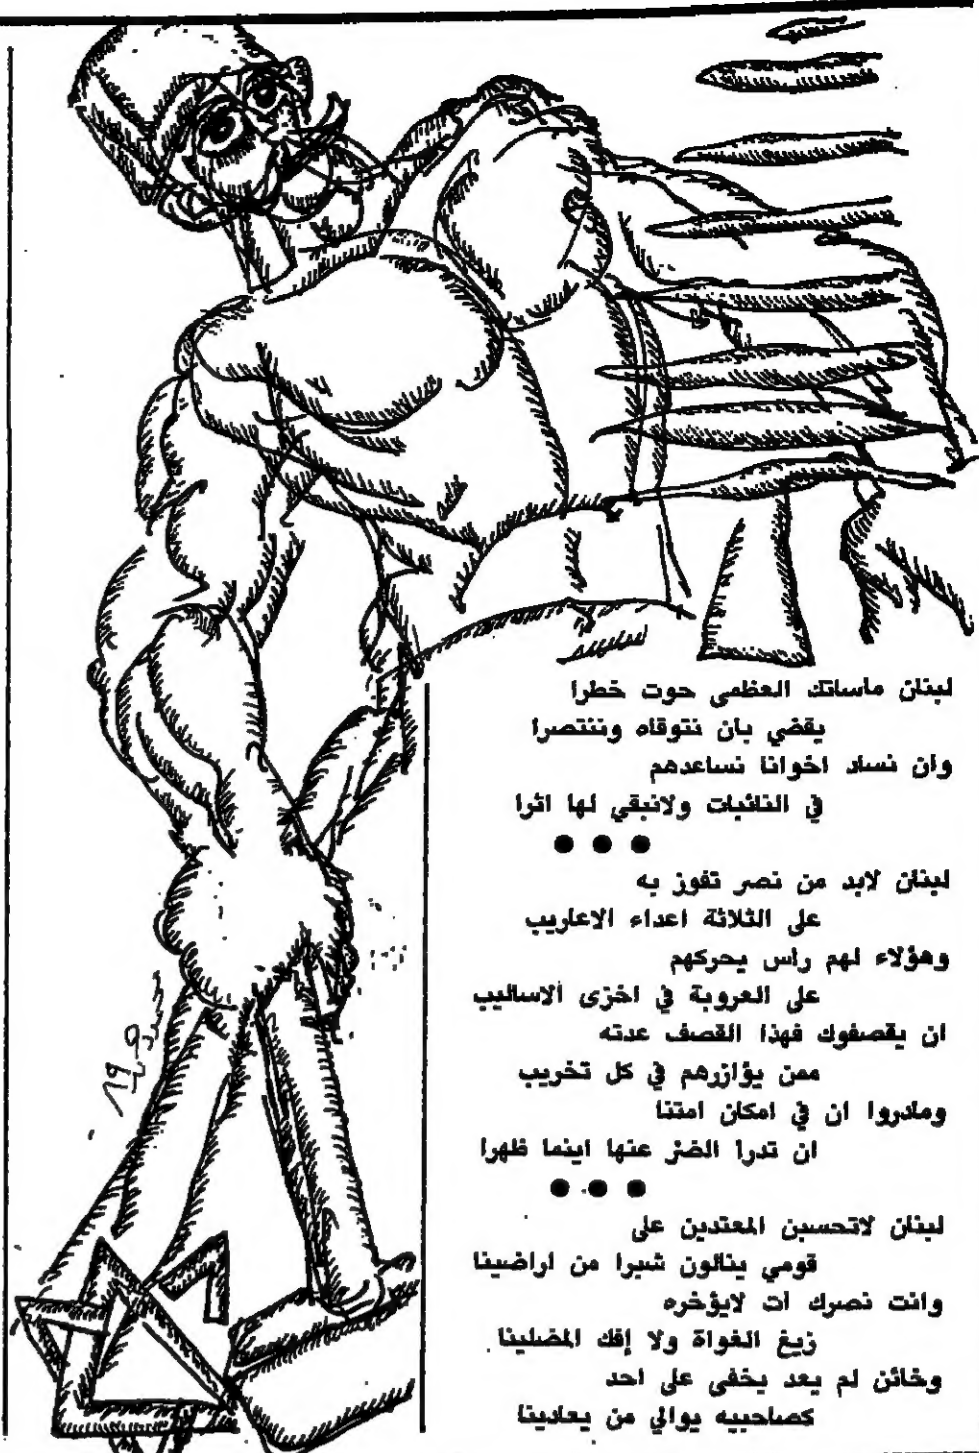 لبنان ماساتك العظمى حوت خطرا
يقضي بان نتوقاه وننتصرا
وان نساد اخوانا نساعدهم
في النائبات ولانبقي لها اثرا
● ● ●
لبنان لابد من نصر تفوز به
على الثلاثة اعداء الاعاريب
وهؤلاء لهم راس يحركهم
على العروبة في اخزى الاساليب
ان يقصفوك فهذا القصف عدته
ممن يؤازرهم في كل تخريب
ومادروا ان في امكان امتنا
ان تدرا الضر عنها اينما ظهرا
● ● ●
لبنان لاتحسبن المعتدين على
قومي ينالون شبرا من اراضينا
وانت نصرك ات لايؤخره
زيغ الغواة ولا إفك المضلينا
وخائن لم يعد يخفى على احد
كصاحبيه يوالي من يعادينا